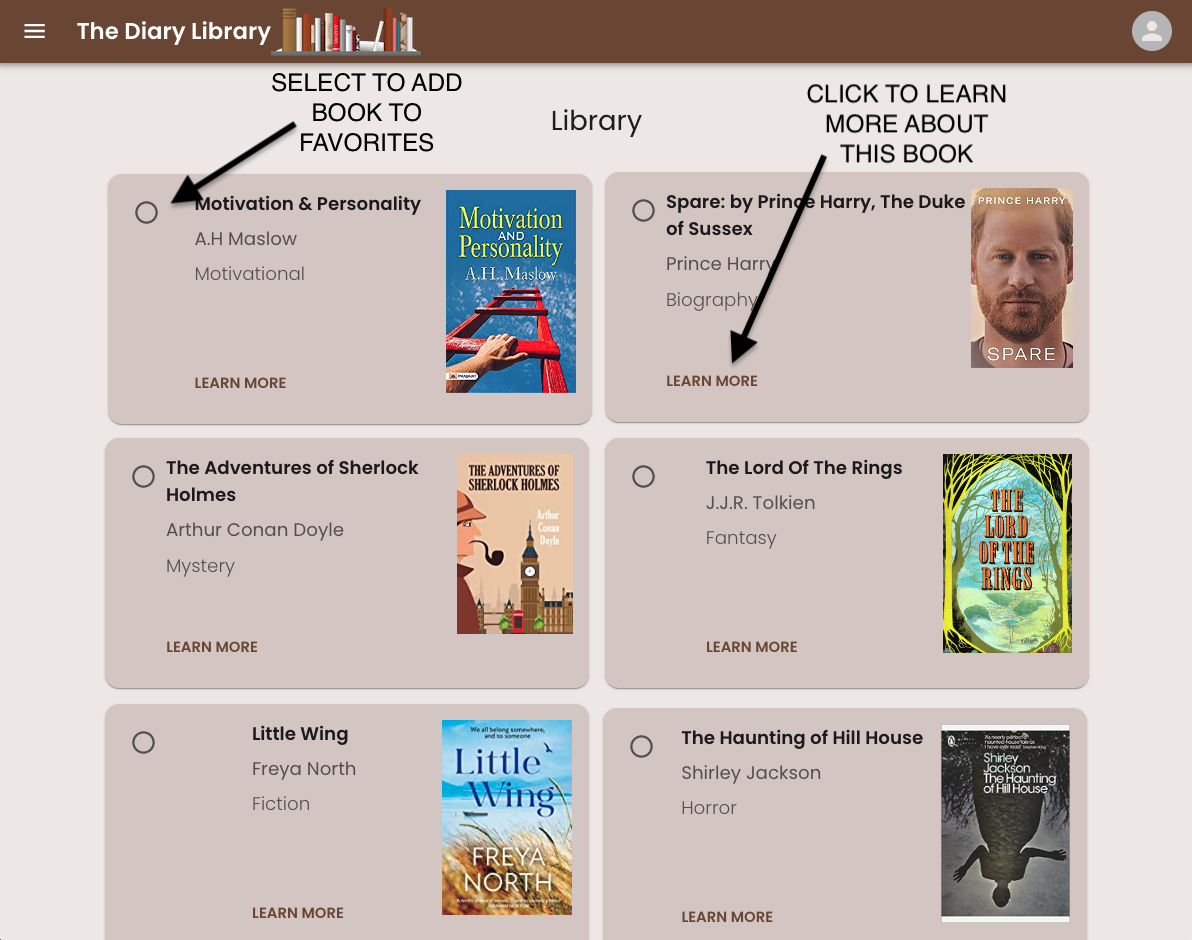 The Diary Library
SELECT TO ADD
BOOK TO
FAVORITES
CLICK TO LEARN
MORE ABOUT
THIS BOOK
Library
Motivation & Personality
A.H Maslow
Motivational
LEARN MORE
Motivation
AND
Personality
A.H. Maslow
Spare: by Prince Harry, The Duke
of Sussex
Prince Harry
Biography
LEARN MORE
PRINCE HARRY
SPARE
The Adventures of Sherlock
Holmes
Arthur Conan Doyle
Mystery
LEARN MORE
THE ADVENTURES OF
SHERLOCK HOLMES
Arthur
Conan
Doyle
The Lord Of The Rings
J.J.R. Tolkien
Fantasy
LEARN MORE
THE
LORD
OF THE
RINGS
Little Wing
Freya North
Fiction
LEARN MORE
We all belong somewhere,
and to someone
Little
Wing
FREYA
NORTH
The Haunting of Hill House
Shirley Jackson
Horror
LEARN MORE
Shirley
Jackson
The Haunting
of Hill House